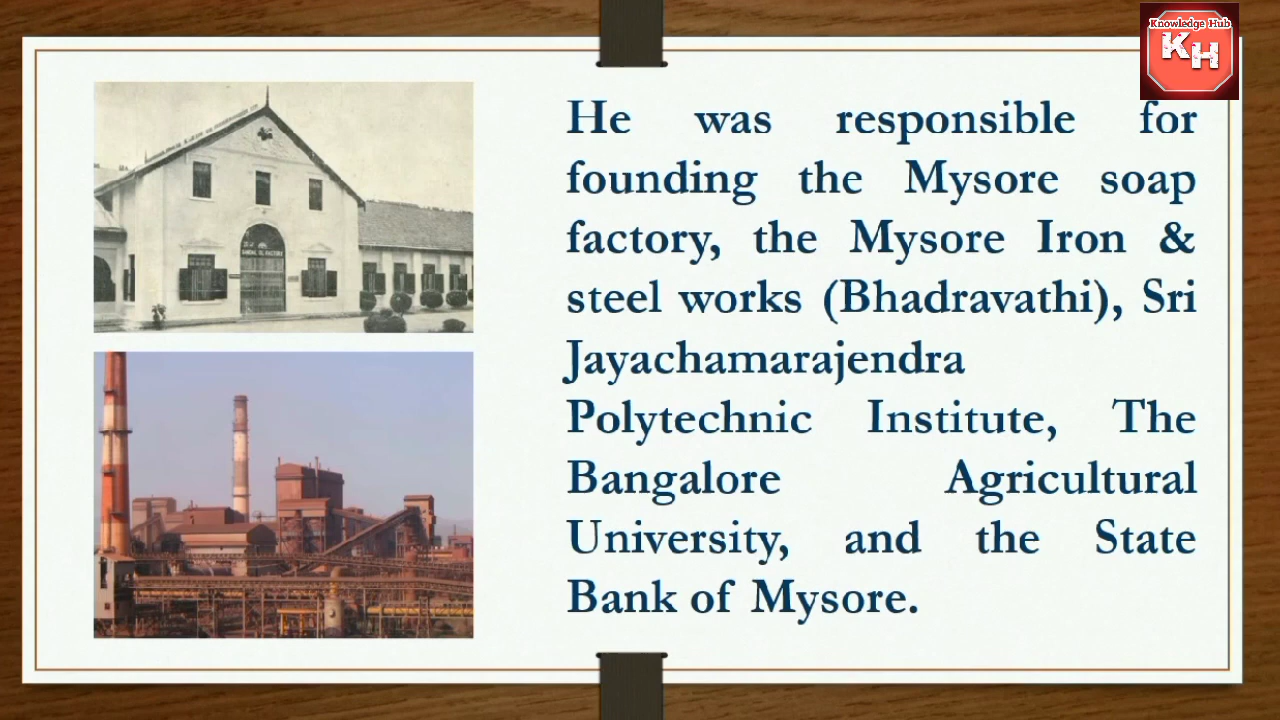 Knowledge Hub
KH
He was responsible for
founding the Mysore soap
factory, the Mysore Iron &
steel works (Bhadravathi), Sri
Jayachamarajendra
Polytechnic Institute, The
Bangalore Agricultural
University, and the State
Bank of Mysore.